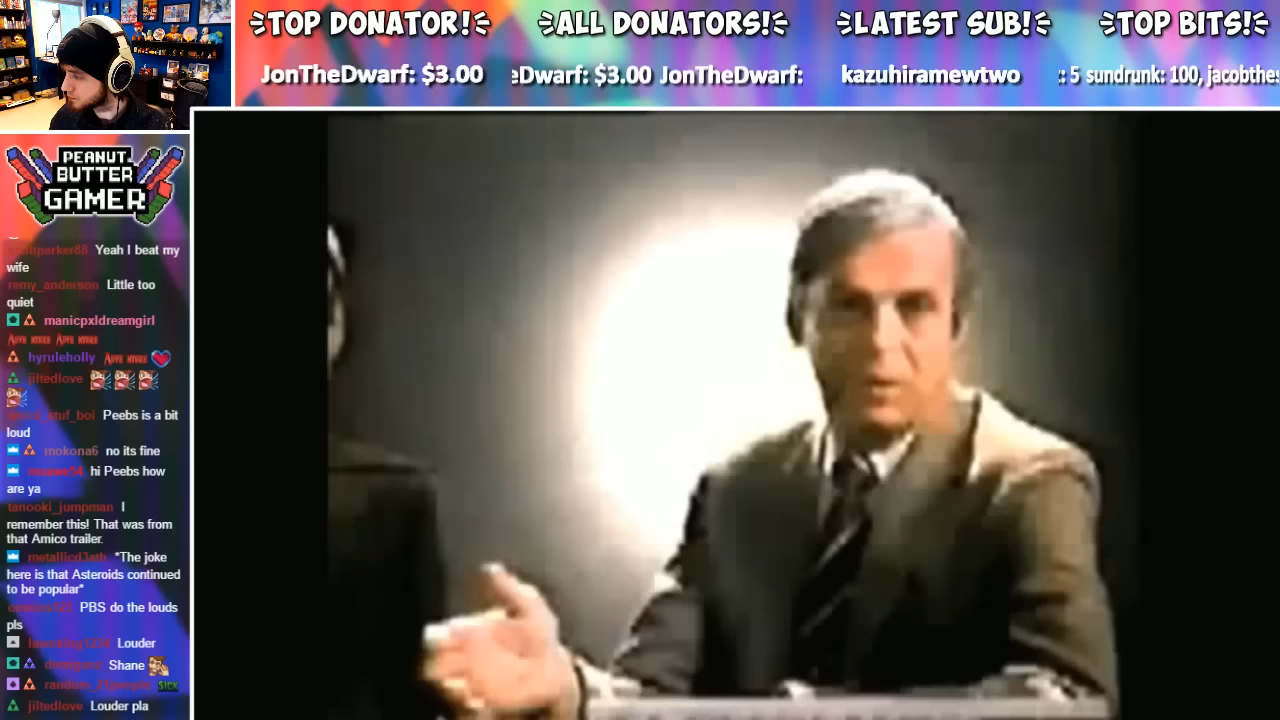 TOP DONATOR!
ALL DONATORS!
LATEST SUB!
TOP BITS!
JonTheDwarf: $3.00
:Dwarf: $3.00 JonTheDwarf:
kazuhiramewtwo
: 5 sundrunk: 100, jacobthe
PEANUT
BUTTER
GAMER
Yeah I beat my
wife
remy_anderson Little too
quiet
manicpxldreamgirl
hyruleholly
jiltedlove
Peebs is a bit
loud
mokona6 no its fine
hi Peebs how
are ya
tanooki_jumpman I
remember this! That was from
that Amico trailer.
metallicd3ath *The joke
here is that Asteroids continued
to be popular*
PBS do the louds
pls
Louder
Shane
SICK
jiltedlove Louder pla